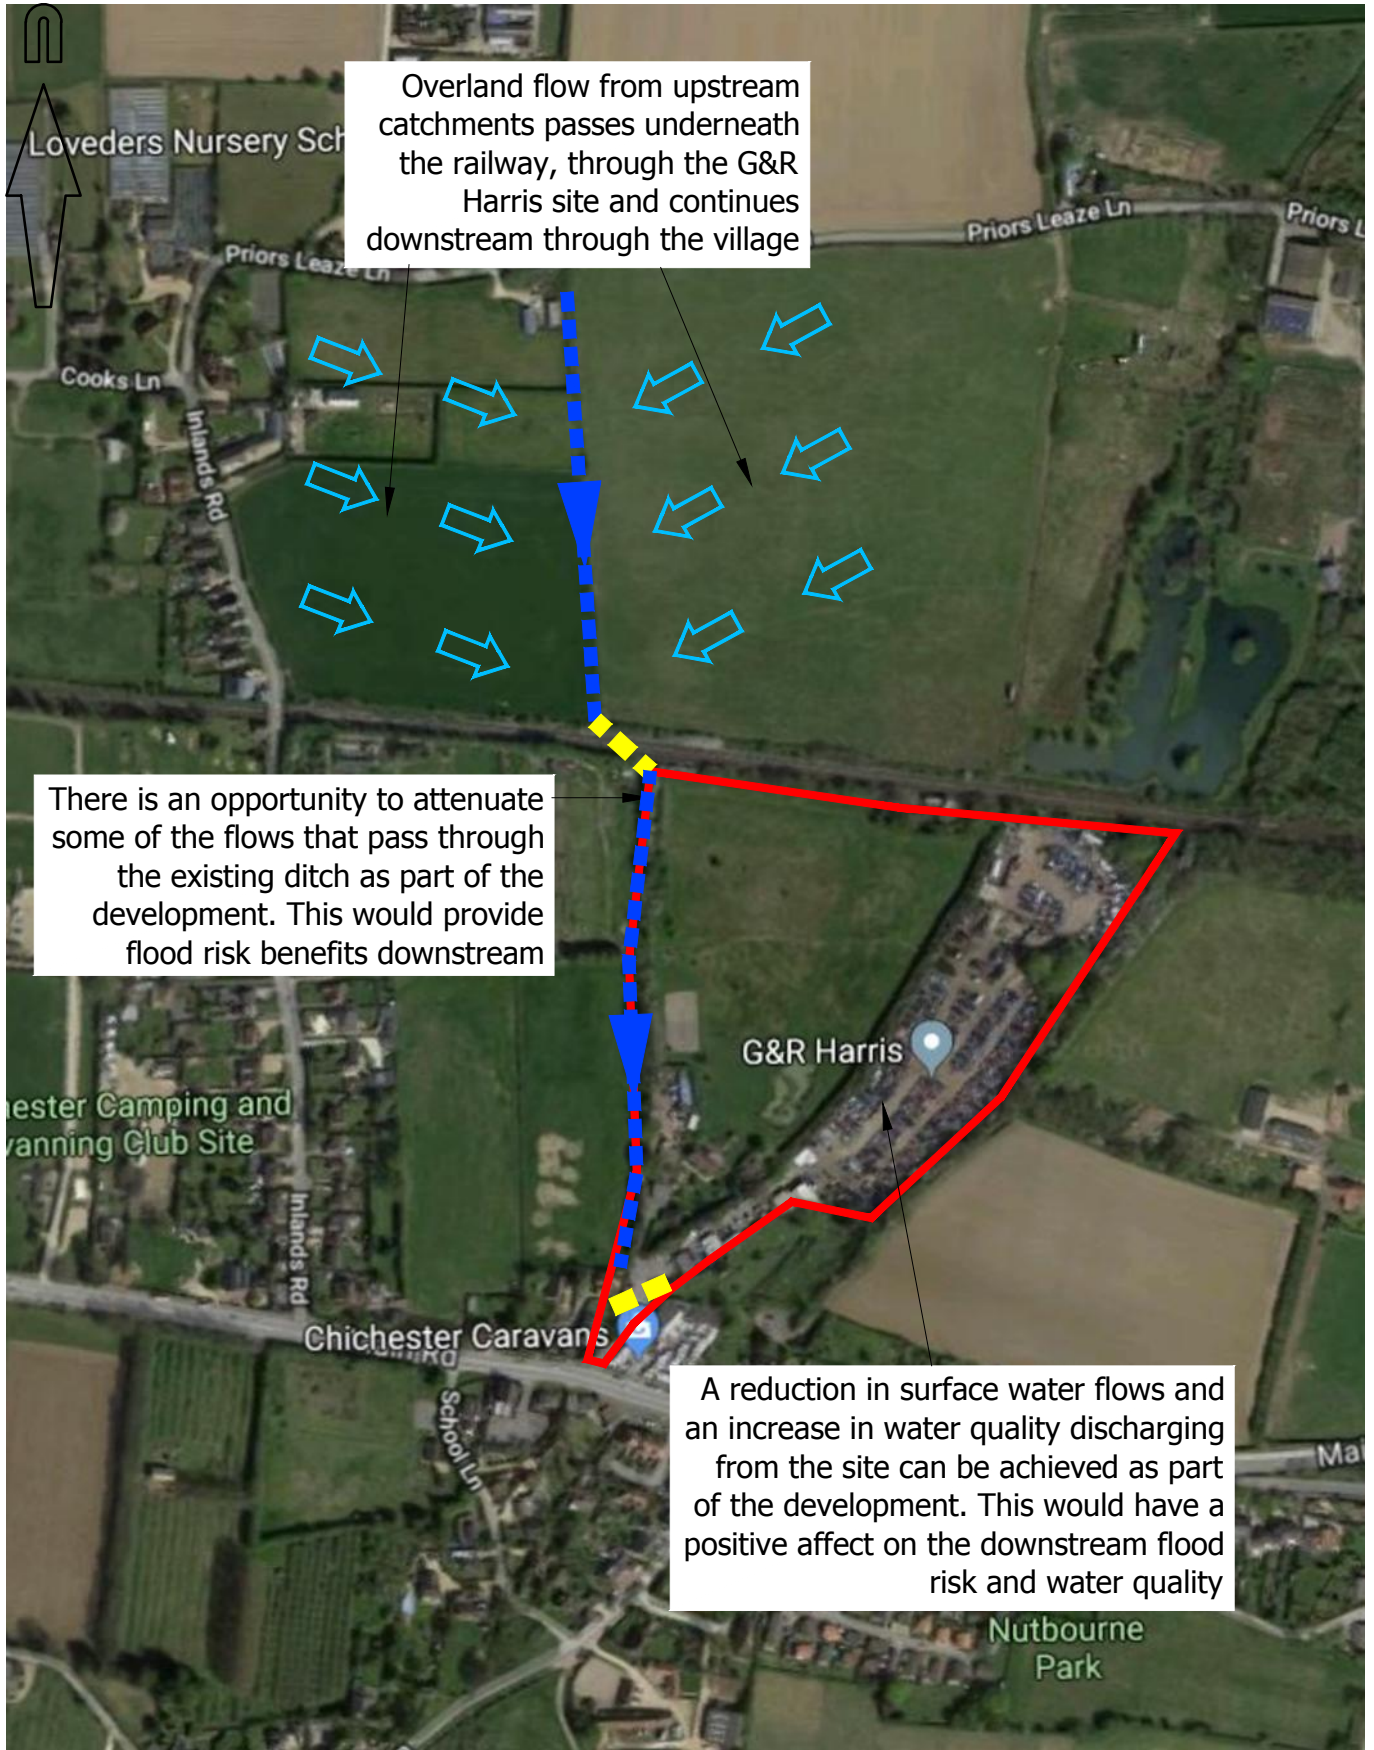 Overland flow from upstream
catchments passes underneath
the railway, through the G&R
Harris site and continues
downstream through the village
Loveders Nursery Sch
Priors Leaze Ln
Priors L
Priors Leaze Ln
Cooks Ln
Inlands Rd
There is an opportunity to attenuate
some of the flows that pass through
the existing ditch as part of the
development. This would provide
flood risk benefits downstream
G&R Harris
hester Camping and
vanning Club Site
Inlands Rd
Chichester Caravans
Rd
School Ln
A reduction in surface water flows and
an increase in water quality discharging
from the site can be achieved as part
of the development. This would have a
positive affect on the downstream flood
risk and water quality
Mai
Nutbourne
Park